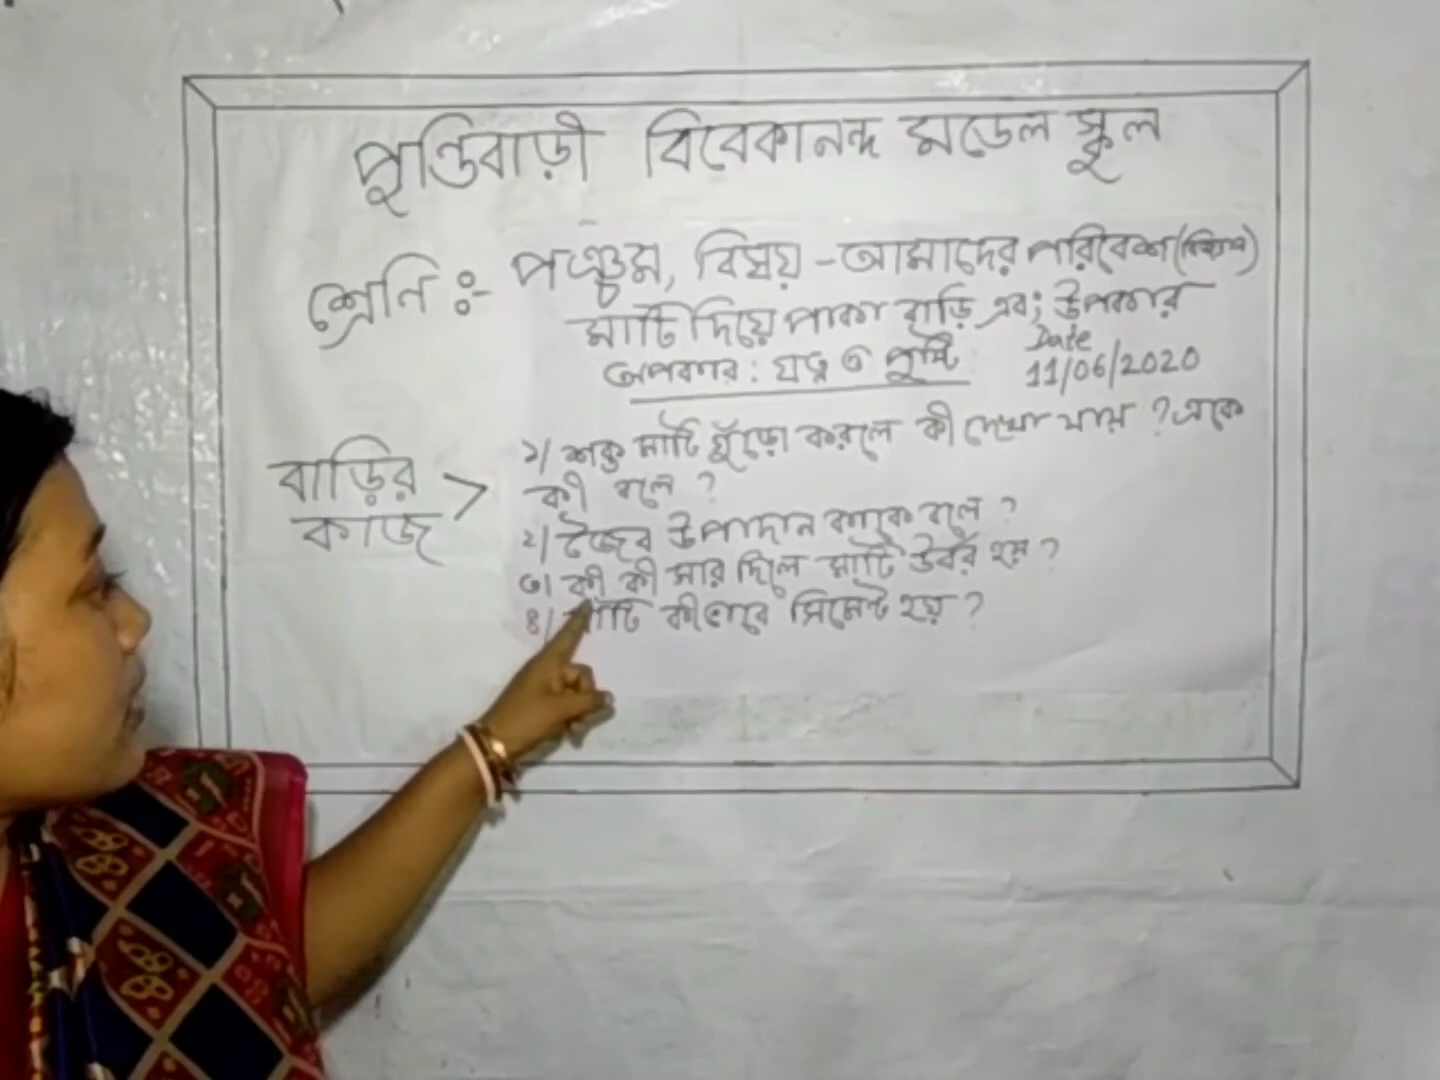 পুন্ডিবাড়ী বিবেকানন্দ মডেল স্কুল
শ্রেনি :- পঞ্চম, বিষয় - আমাদের পরিবেশ
মাটি দিয়ে পাকা বাড়ি এবং উপকার
অপকার : যত্ন ও পুষ্টি
Date
11/06/2020
বাড়ির
কাজ >
১/ শক্ত মাটি গুঁড়ো করলে কী দেখা যায় ? একে
কী বলে ?
২/ জৈব উপাদান কাকে বলে ?
৩/ কী কী সার দিলে মাটি উর্বর হয় ?
৪/ মাটি কীভাবে সিমেন্ট হয় ?